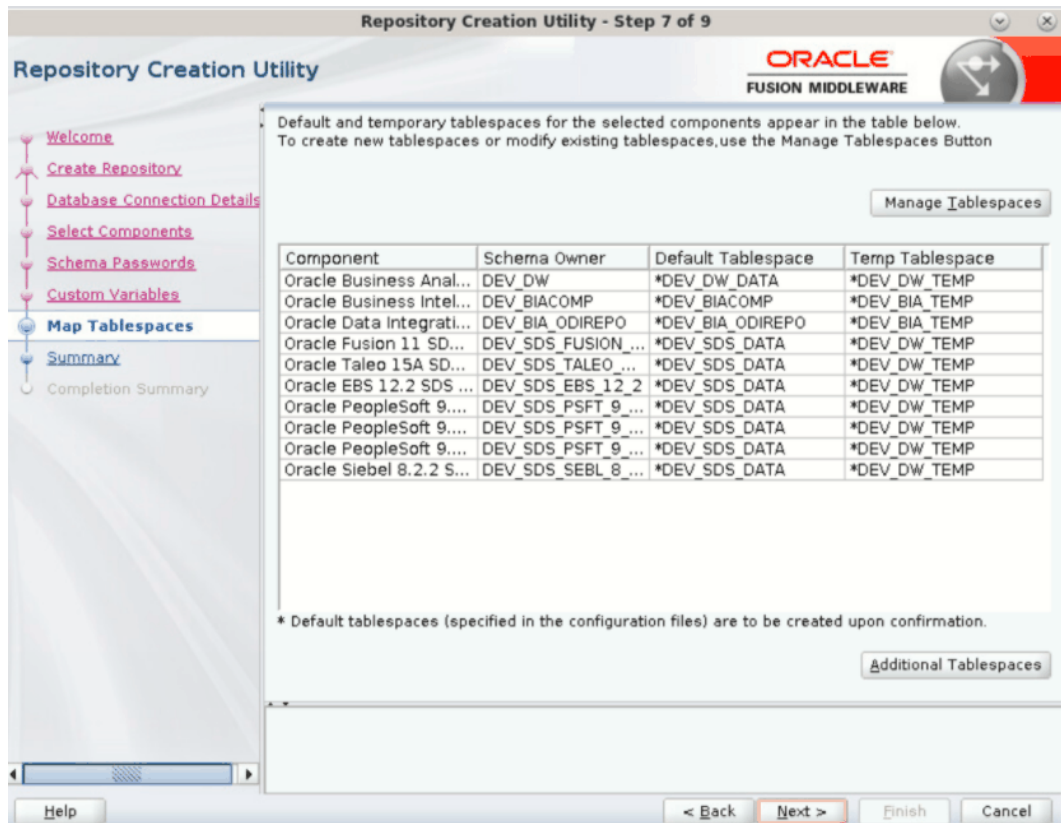 Repository Creation Utility - Step 7 of 9
Repository Creation Utility
ORACLE
FUSION MIDDLEWARE
Welcome
Create Repository
Database Connection Details
Select Components
Schema Passwords
Custom Variables
Map Tablespaces
Summary
Completion Summary
Default and temporary tablespaces for the selected components appear in the table below.
To create new tablespaces or modify existing tablespaces,use the Manage Tablespaces Button
Manage Tablespaces
Component Schema Owner Default Tablespace Temp Tablespace
Oracle Business Anal... DEV_DW *DEV_DW_DATA *DEV_DW_TEMP
Oracle Business Intel... DEV_BIACOMP *DEV_BIACOMP *DEV_BIA_TEMP
Oracle Data Integrati... DEV_BIA_ODIREPO *DEV_BIA_ODIREPO *DEV_BIA_TEMP
Oracle Fusion 11 SD... DEV_SDS_FUSION_... *DEV_SDS_DATA *DEV_DW_TEMP
Oracle Taleo 15A SD... DEV_SDS_TALEO_... *DEV_SDS_DATA *DEV_DW_TEMP
Oracle EBS 12.2 SDS ... DEV_SDS_EBS_12_2 *DEV_SDS_DATA *DEV_DW_TEMP
Oracle PeopleSoft 9.... DEV_SDS_PSFT_9_... *DEV_SDS_DATA *DEV_DW_TEMP
Oracle PeopleSoft 9.... DEV_SDS_PSFT_9_... *DEV_SDS_DATA *DEV_DW_TEMP
Oracle PeopleSoft 9.... DEV_SDS_PSFT_9_... *DEV_SDS_DATA *DEV_DW_TEMP
Oracle Siebel 8.2.2 S... DEV_SDS_SEBL_8_... *DEV_SDS_DATA *DEV_DW_TEMP
* Default tablespaces (specified in the configuration files) are to be created upon confirmation.
Additional Tablespaces
Help < Back Next > Finish Cancel